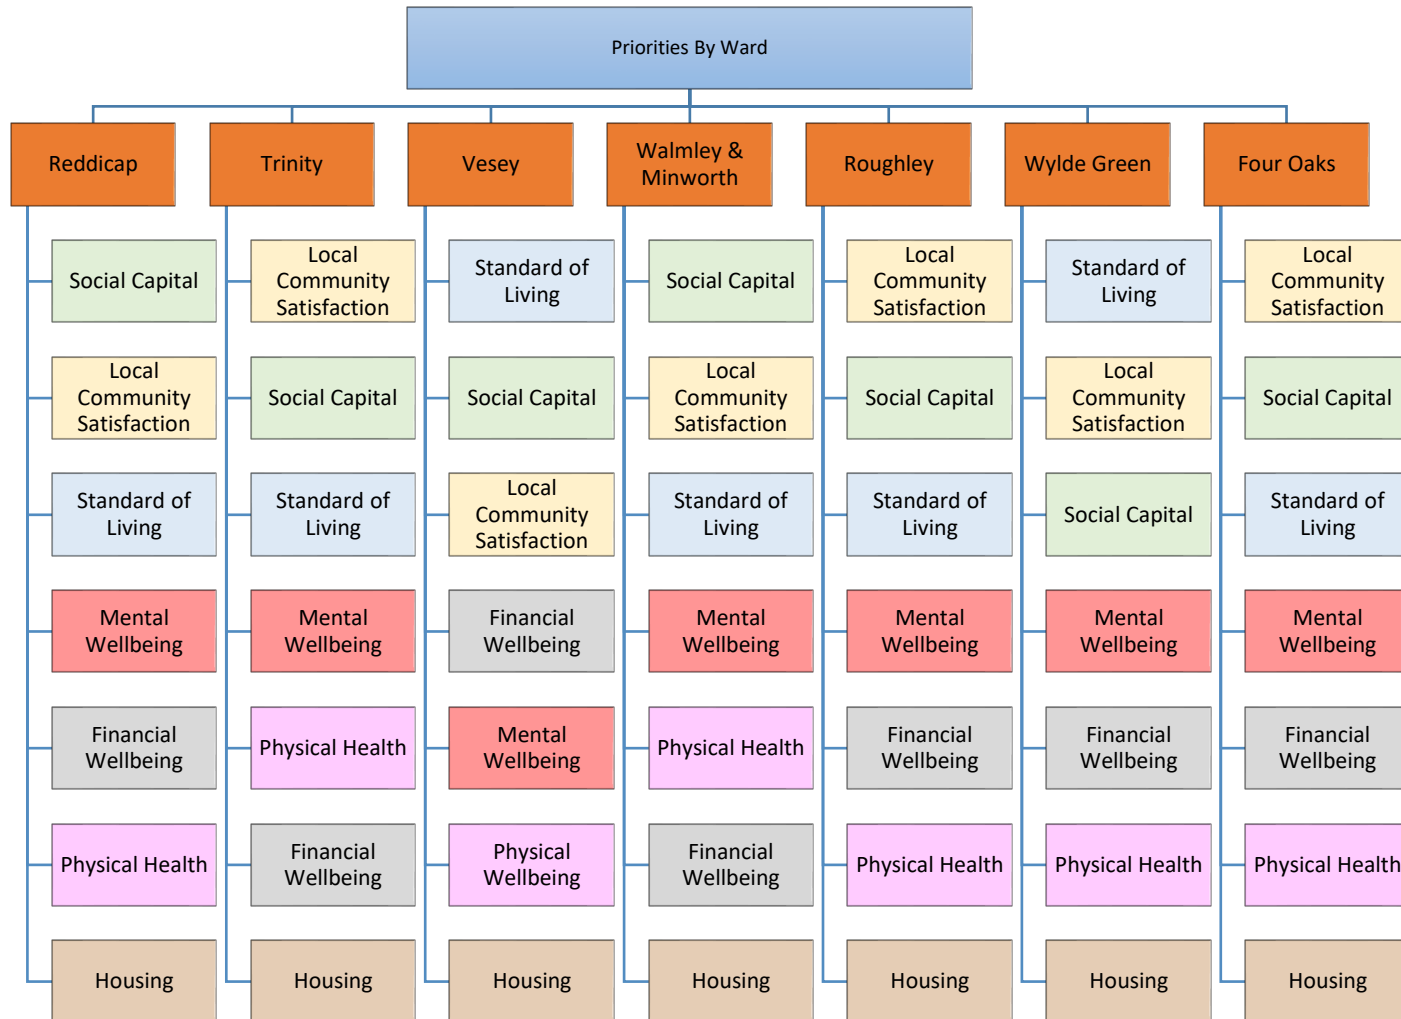 Priorities By Ward
Reddicap
Trinity
Vesey
Walmley &
Minworth
Roughley
Wylde Green
Four Oaks
Social Capital
Local
Community
Satisfaction
Standard of
Living
Social Capital
Local
Community
Satisfaction
Standard of
Living
Local
Community
Satisfaction
Local
Community
Satisfaction
Social Capital
Social Capital
Local
Community
Satisfaction
Social Capital
Local
Community
Satisfaction
Social Capital
Standard of
Living
Standard of
Living
Local
Community
Satisfaction
Standard of
Living
Standard of
Living
Social Capital
Standard of
Living
Mental
Wellbeing
Mental
Wellbeing
Financial
Wellbeing
Mental
Wellbeing
Mental
Wellbeing
Mental
Wellbeing
Mental
Wellbeing
Financial
Wellbeing
Physical Health
Mental
Wellbeing
Physical Health
Financial
Wellbeing
Financial
Wellbeing
Financial
Wellbeing
Physical Health
Financial
Wellbeing
Physical
Wellbeing
Financial
Wellbeing
Physical Health
Physical Health
Physical Health
Housing
Housing
Housing
Housing
Housing
Housing
Housing